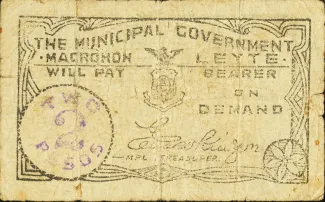 THE MUNICIPAL GOVERNMENT
MACROHON LEYTE
WILL PAY BEARER
ON
DEMAND
TWO
PESOS
MPL. TREASURER.